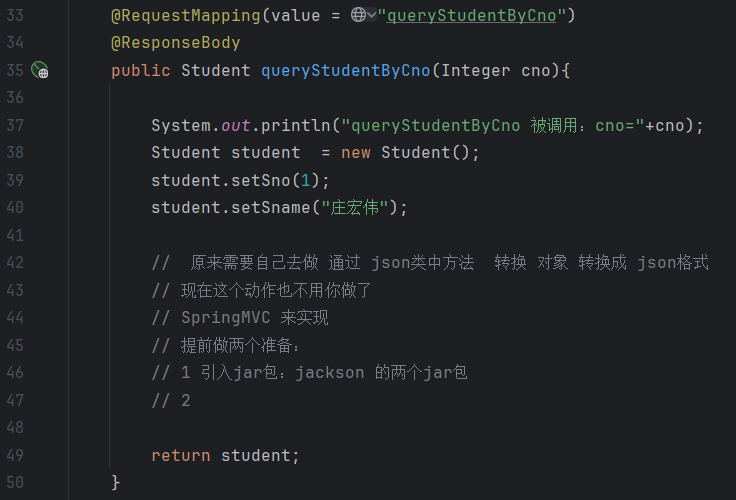 33 @RequestMapping(value = "queryStudentByCno")
34 @ResponseBody
35 public Student queryStudentByCno(Integer cno){
36
37 System.out.println("queryStudentByCno 被调用：cno="+cno);
38 Student student  = new Student();
39 student.setSno(1);
40 student.setSname("庄宏伟");
41
42 //  原来需要自己去做 通过 json类中方法  转换 对象 转换成 json格式
43 // 现在这个动作也不用你做了
44 // SpringMVC 来实现
45 // 提前做两个准备：
46 // 1 引入jar包：jackson 的两个jar包
47 // 2
48
49 return student;
50 }